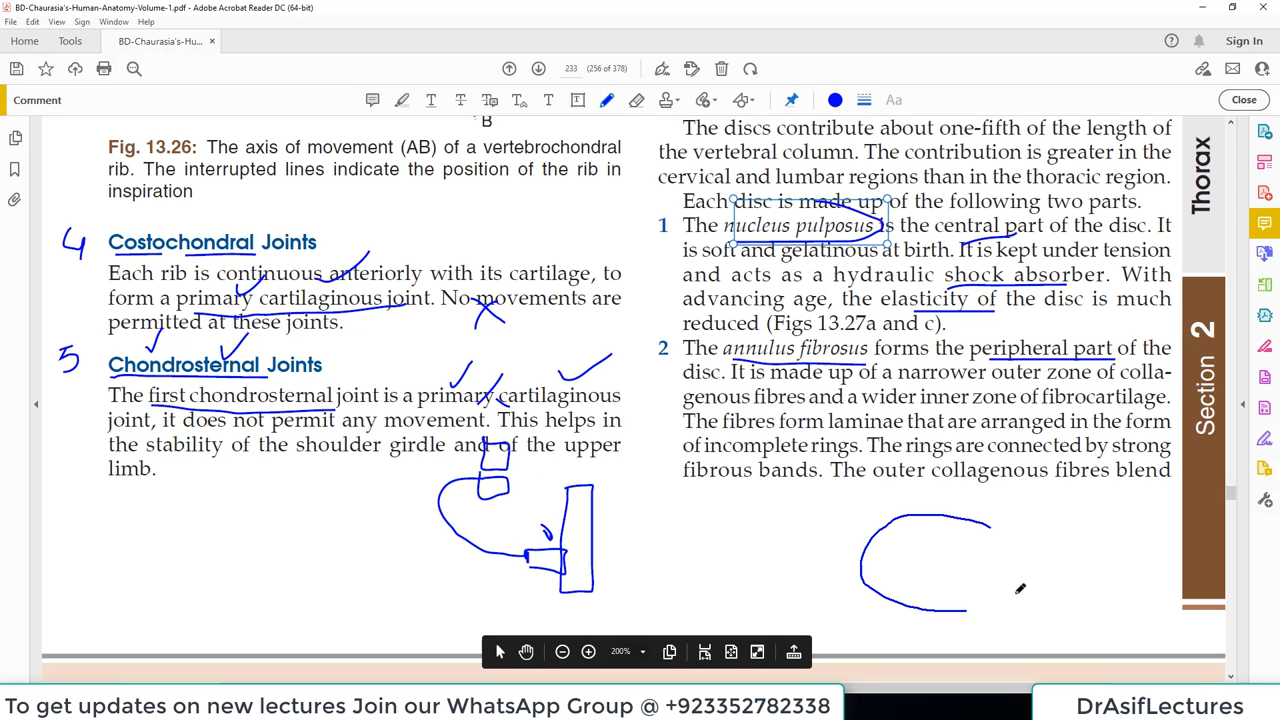 BD-Chaurasia's-Human-Anatomy-Volume-1.pdf - Adobe Acrobat Reader DC (64-bit)
File Edit View Sign Window Help
Home Tools BD-Chaurasia's-Hu... × Sign In
233 (256 of 378)
Comment Aa Close
B
Fig. 13.26: The axis of movement (AB) of a vertebrochondral
rib. The interrupted lines indicate the position of the rib in
inspiration
4 Costochondral Joints
Each rib is continuous anteriorly with its cartilage, to
form a primary cartilaginous joint. No movements are
permitted at these joints.
5 Chondrosternal Joints
The first chondrosternal joint is a primary cartilaginous
joint, it does not permit any movement. This helps in
the stability of the shoulder girdle and of the upper
limb.
The discs contribute about one-fifth of the length of
the vertebral column. The contribution is greater in the
cervical and lumbar regions than in the thoracic region.
Each disc is made up of the following two parts.
1 The nucleus pulposus is the central part of the disc. It
is soft and gelatinous at birth. It is kept under tension
and acts as a hydraulic shock absorber. With
advancing age, the elasticity of the disc is much
reduced (Figs 13.27a and c).
2 The annulus fibrosus forms the peripheral part of the
disc. It is made up of a narrower outer zone of colla-
genous fibres and a wider inner zone of fibrocartilage.
The fibres form laminae that are arranged in the form
of incomplete rings. The rings are connected by strong
fibrous bands. The outer collagenous fibres blend
Thorax
Section 2
200%
To get updates on new lectures Join our WhatsApp Group @ +923352782338
DrAsifLectures